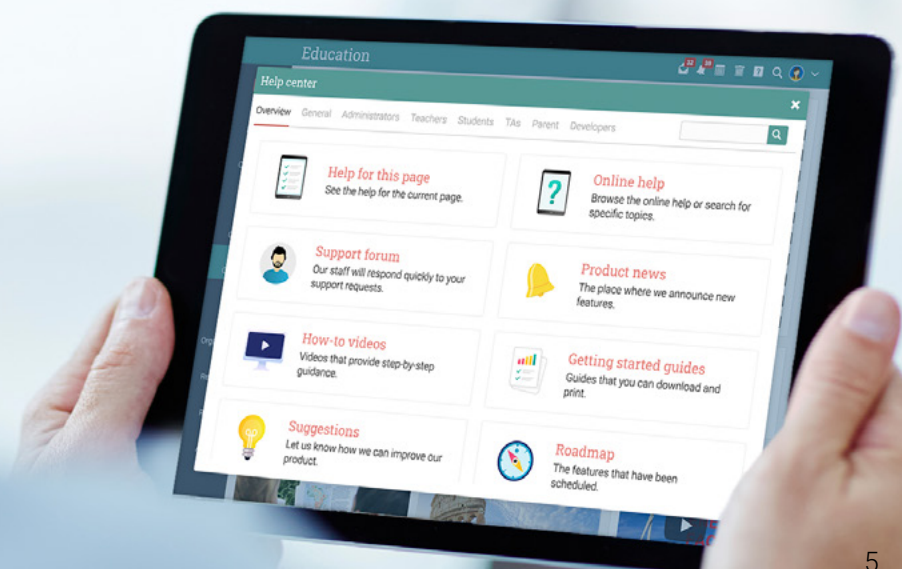 Education
12
10
?
Help center
Overview General Administrators Teachers Students TAs Parent Developers
Help for this page
See the help for the current page.
?
Online help
Browse the online help or search for
specific topics.
Support forum
Our staff will respond quickly to your
support requests.
Product news
The place where we announce new
features.
How-to videos
Videos that provide step-by-step
guidance.
Getting started guides
Guides that you can download and
print.
Suggestions
Let us know how we can improve our
product.
Roadmap
The features that have been
scheduled.
5